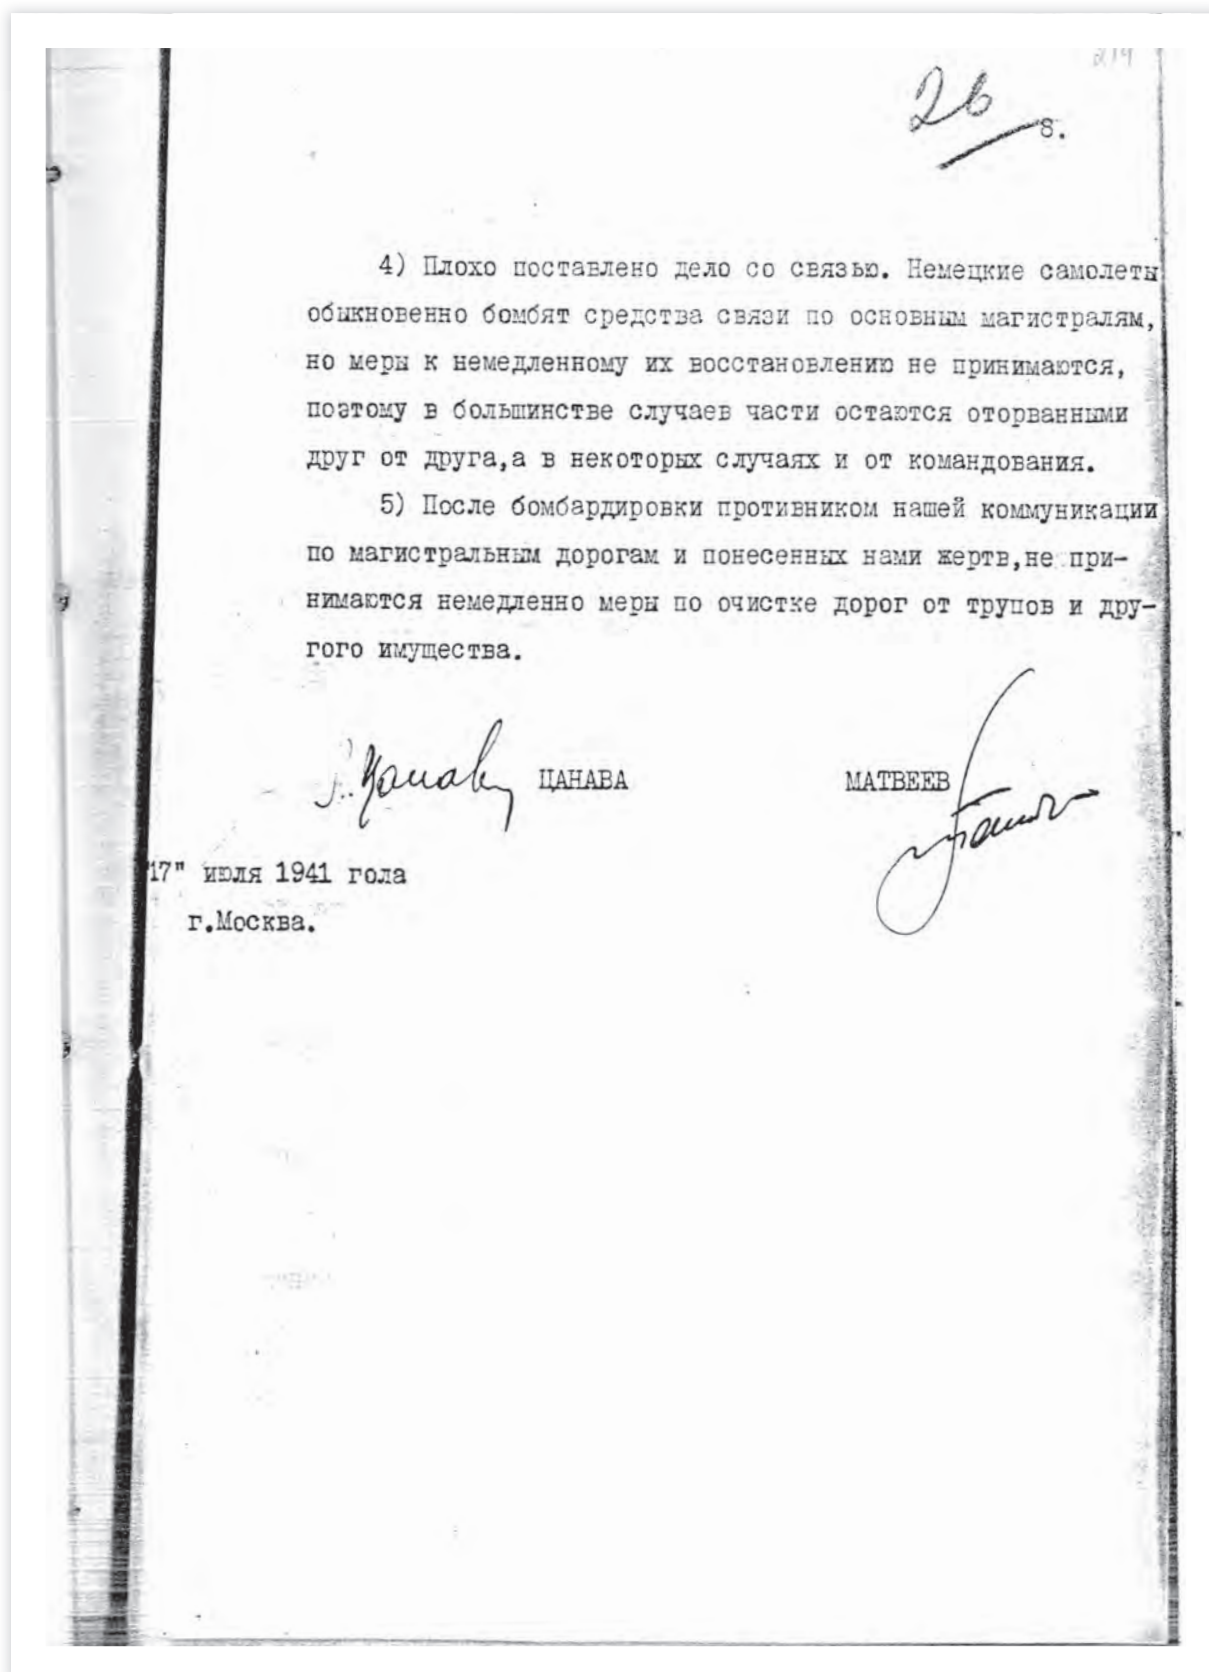 219
26
8.
4) Плохо поставлено дело со связью. Немецкие самолеты
обыкновенно бомбят средства связи по основным магистралям,
но меры к немедленному их восстановлению не принимаются,
поэтому в большинстве случаев части остаются оторванными
друг от друга,а в некоторых случаях и от командования.
5) После бомбардировки противником нашей коммуникации
по магистральным дорогам и понесенных нами жертв,не при-
нимаются немедленно меры по очистке дорог от трупов и дру-
гого имущества.
Цанава ЦАНАВА МАТВЕЕВ
17" июля 1941 гола
г.Москва.